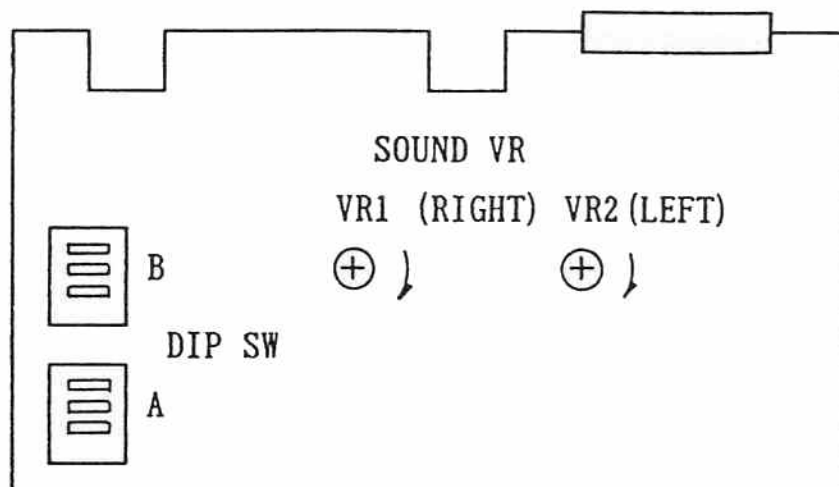 SOUND VR
VR1 (RIGHT) VR2 (LEFT)
B
DIP SW
A